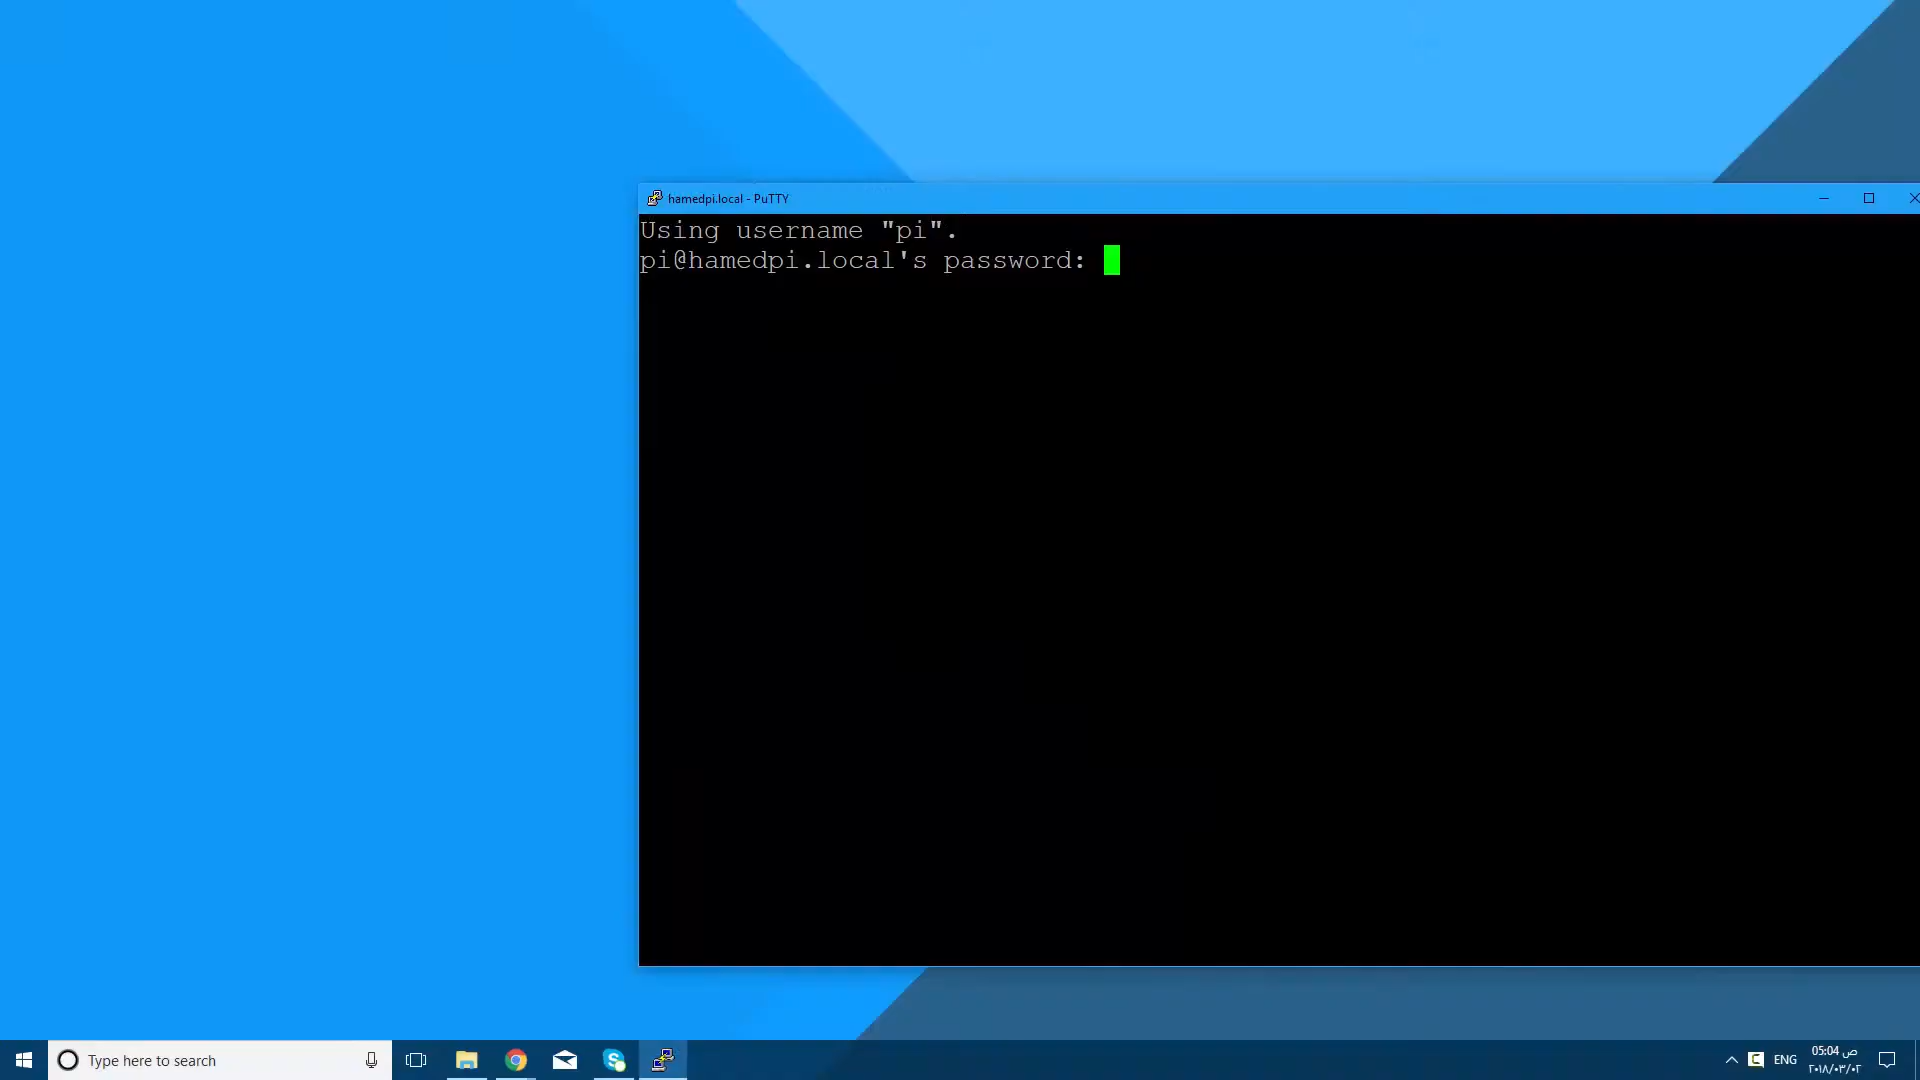 hamedpi.local - PuTTY
Using username "pi".
pi@hamedpi.local's password:
Type here to search
ENG
05:04 ص
٢٠١٨/٠٣/٠٢